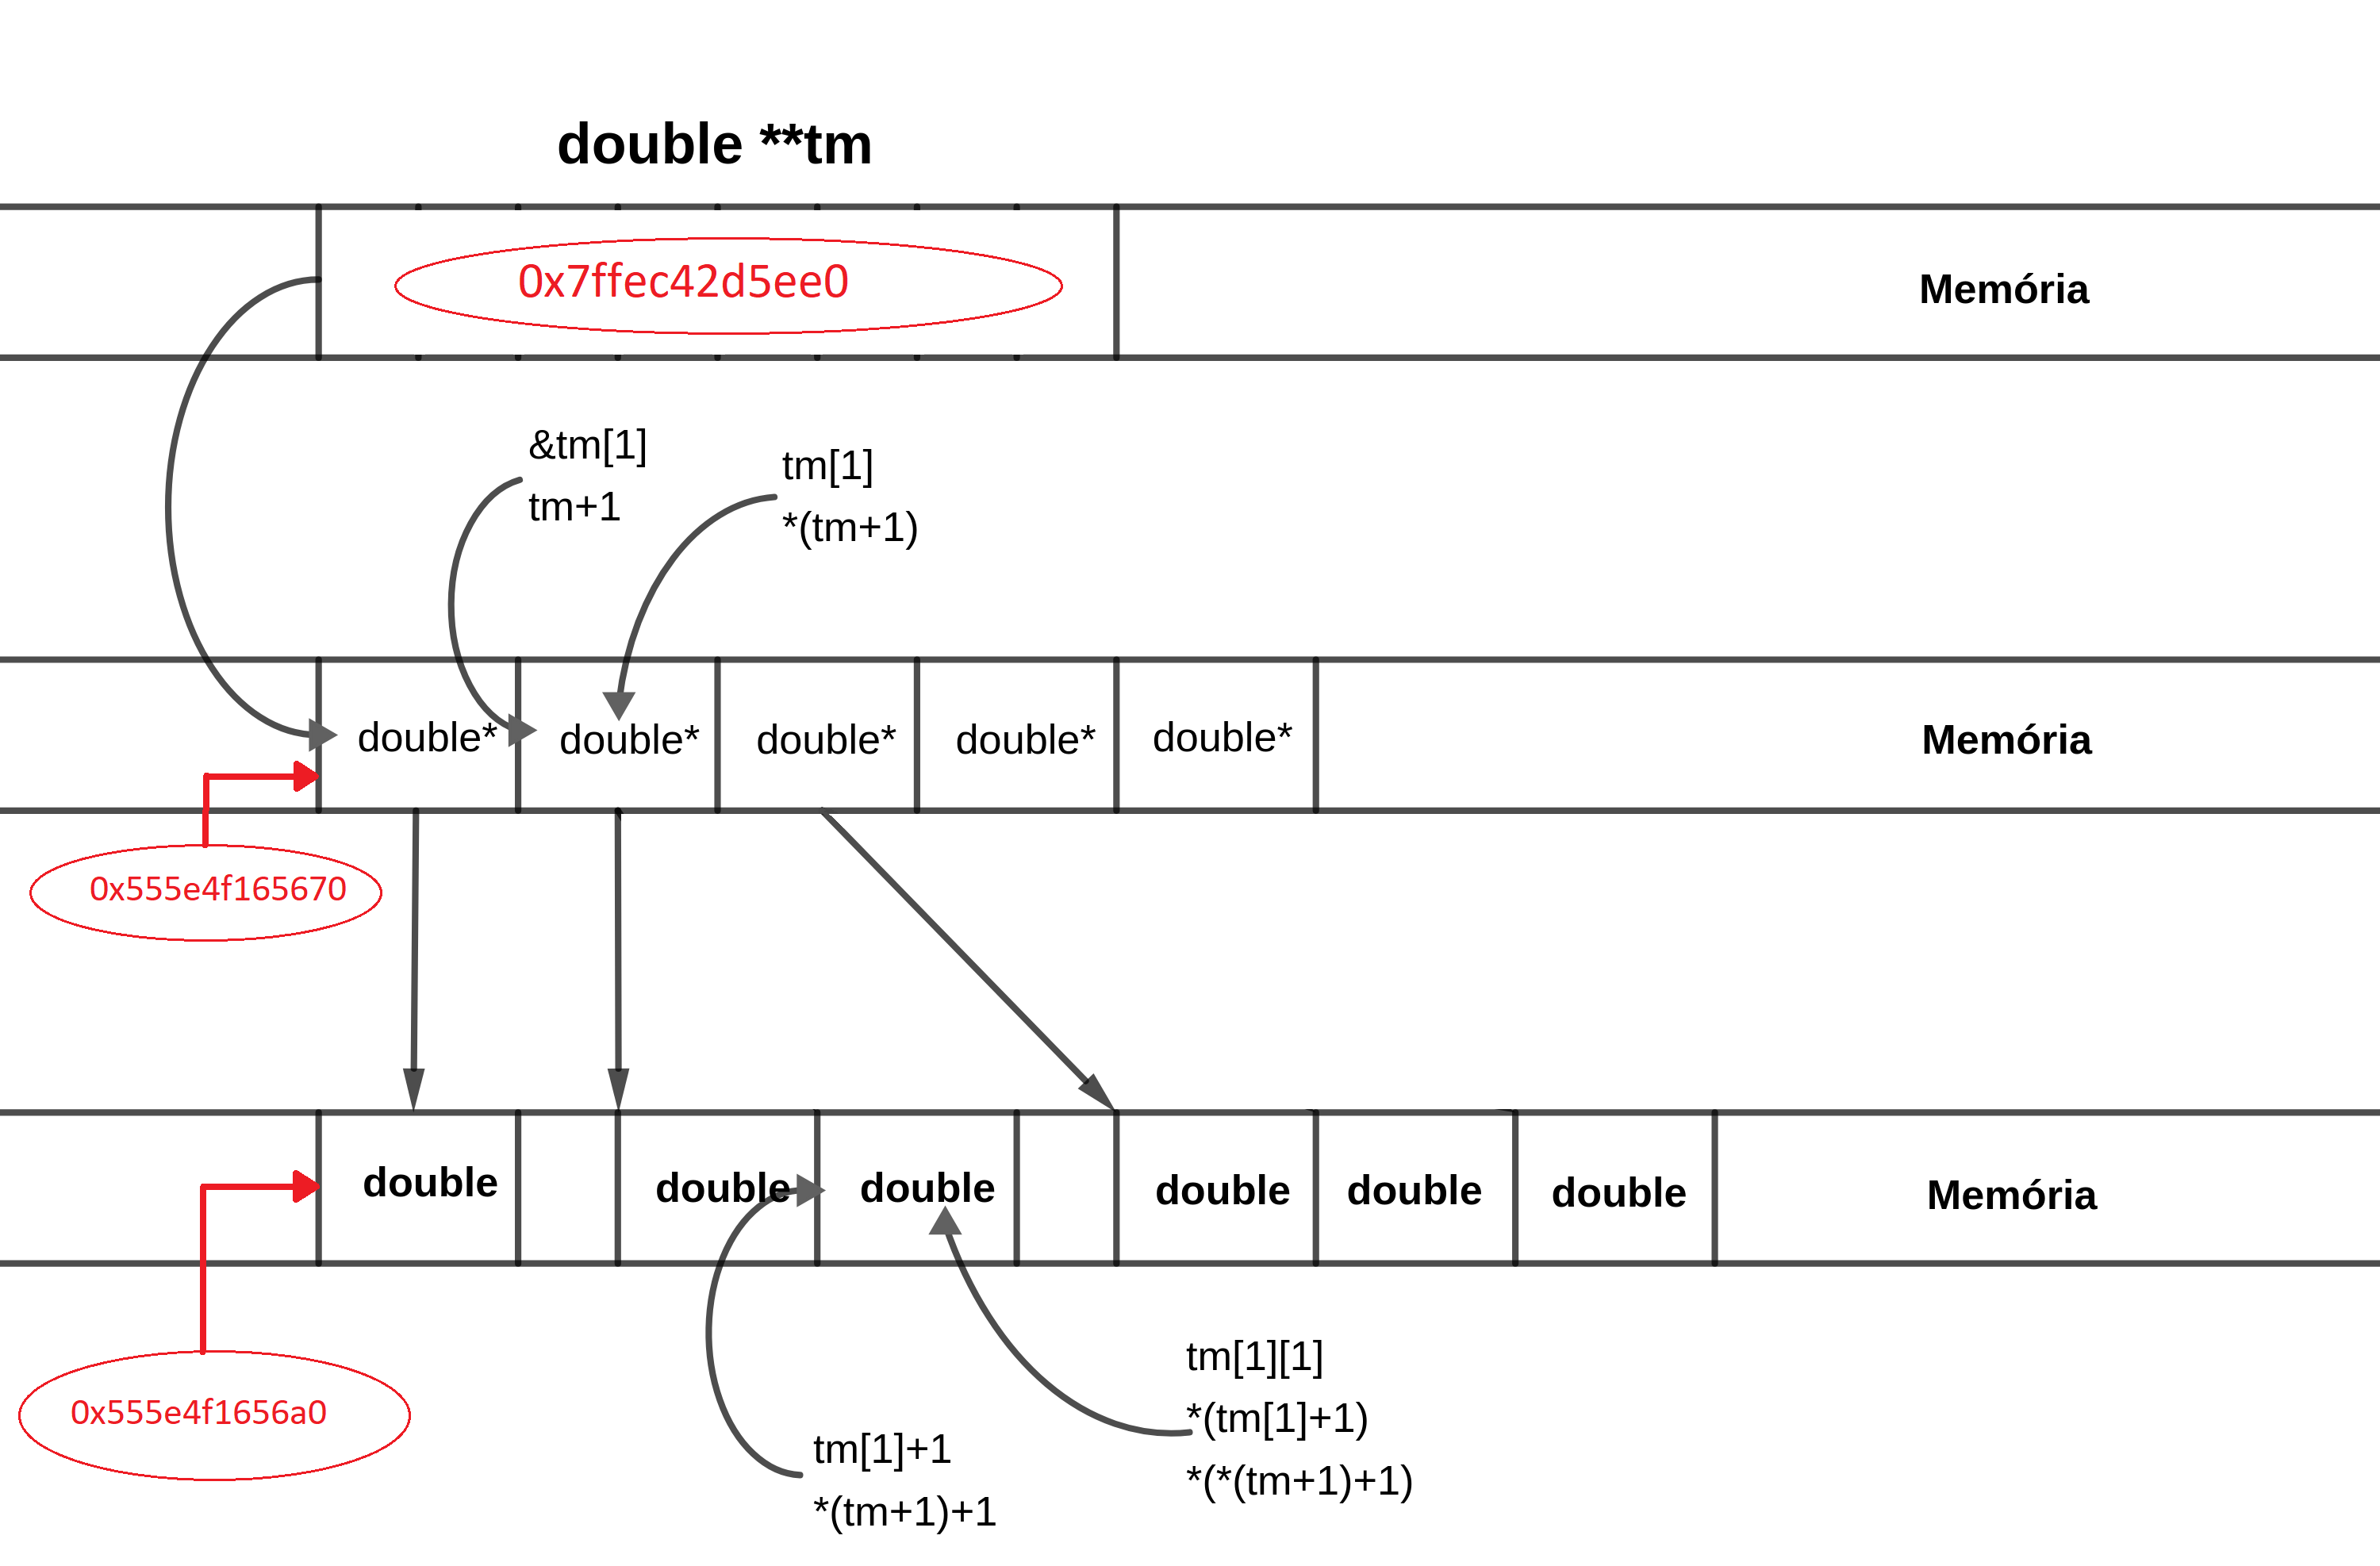 double **tm
0x7ffec42d5ee0
Memória
&tm[1]
tm+1
tm[1]
*(tm+1)
double* double* double* double* double*
Memória
0x555e4f165670
double double double double double double
Memória
0x555e4f1656a0
tm[1]+1
*(tm+1)+1
tm[1][1]
*(tm[1]+1)
*(*(tm+1)+1)